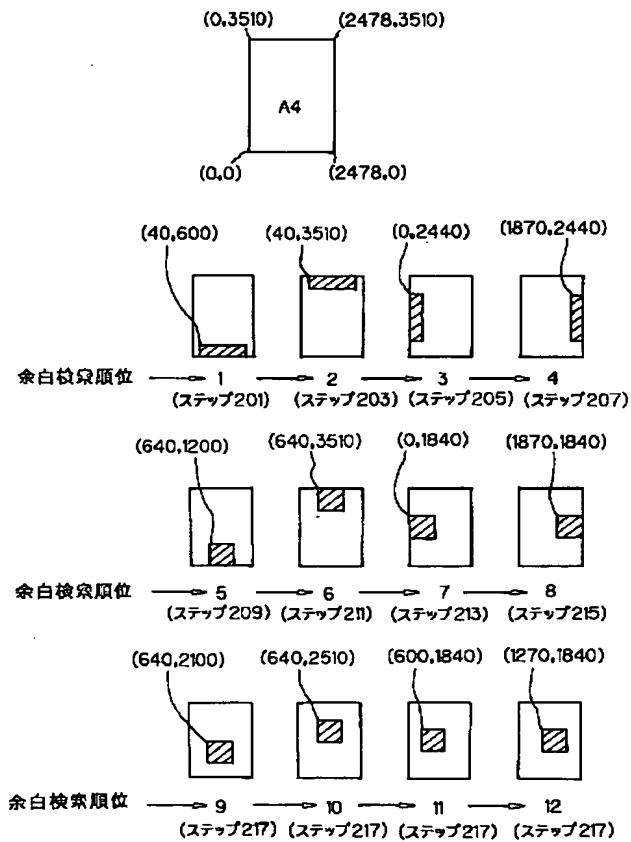 (0,3510) (2478,3510)
A4
(0,0) (2478,0)
(40,600) (40,3510) (0,2440) (1870,2440)
余白検索順位 1 2 3 4
(ステップ201) (ステップ203) (ステップ205) (ステップ207)
(640,1200) (640,3510) (0,1840) (1870,1840)
余白検索順位 5 6 7 8
(ステップ209) (ステップ211) (ステップ213) (ステップ215)
(640,2100) (640,2510) (600,1840) (1270,1840)
余白検索順位 9 10 11 12
(ステップ217) (ステップ217) (ステップ217) (ステップ217)